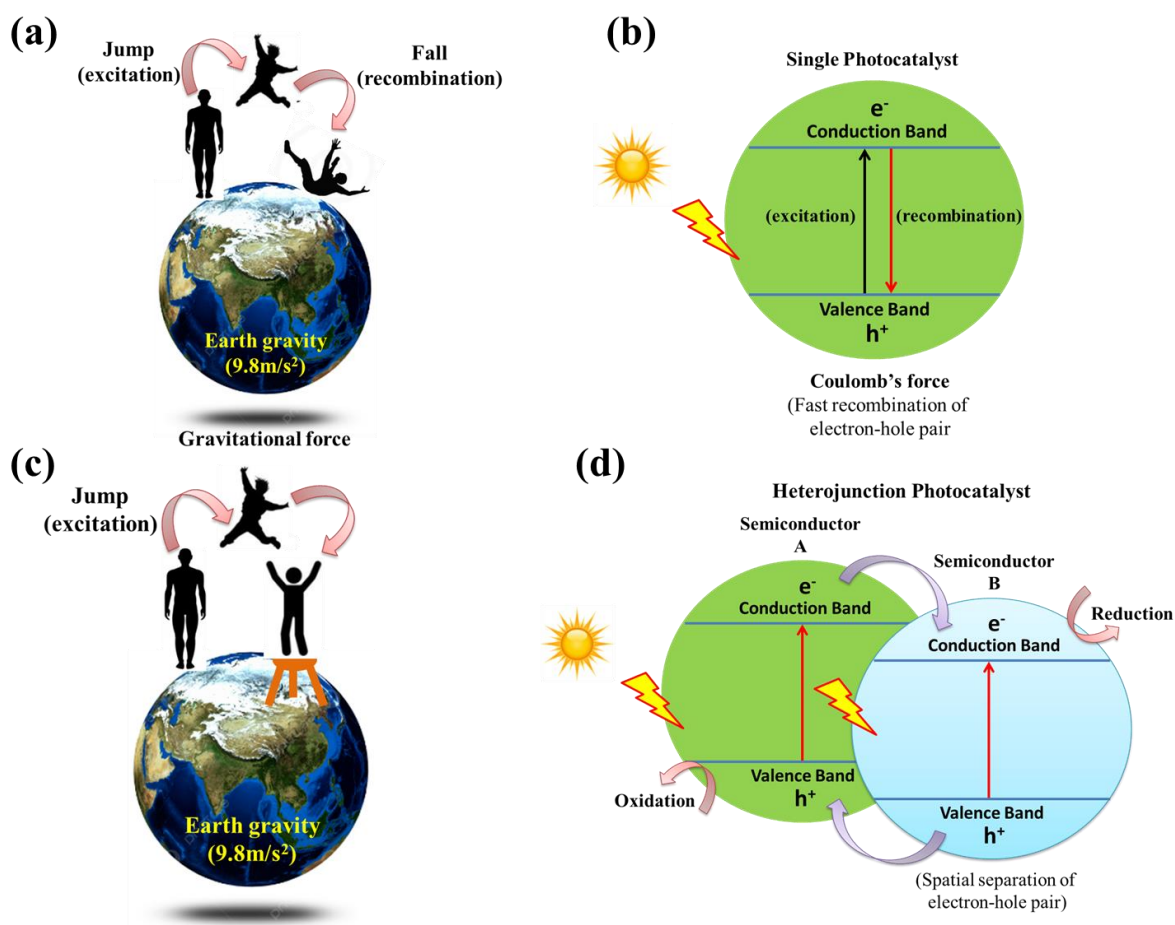 (a)
Jump
(excitation)
Fall
(recombination)
Earth gravity
(9.8m/s²)
Gravitational force
(b)
Single Photocatalyst
e⁻
Conduction Band
(excitation)
(recombination)
Valence Band
h⁺
Coulomb's force
(Fast recombination of
electron-hole pair
(c)
Jump
(excitation)
Earth gravity
(9.8m/s²)
(d)
Heterojunction Photocatalyst
Semiconductor
A
e⁻
Conduction Band
Valence Band
h⁺
Oxidation
Semiconductor
B
e⁻
Conduction Band
Reduction
Valence Band
h⁺
(Spatial separation of
electron-hole pair)